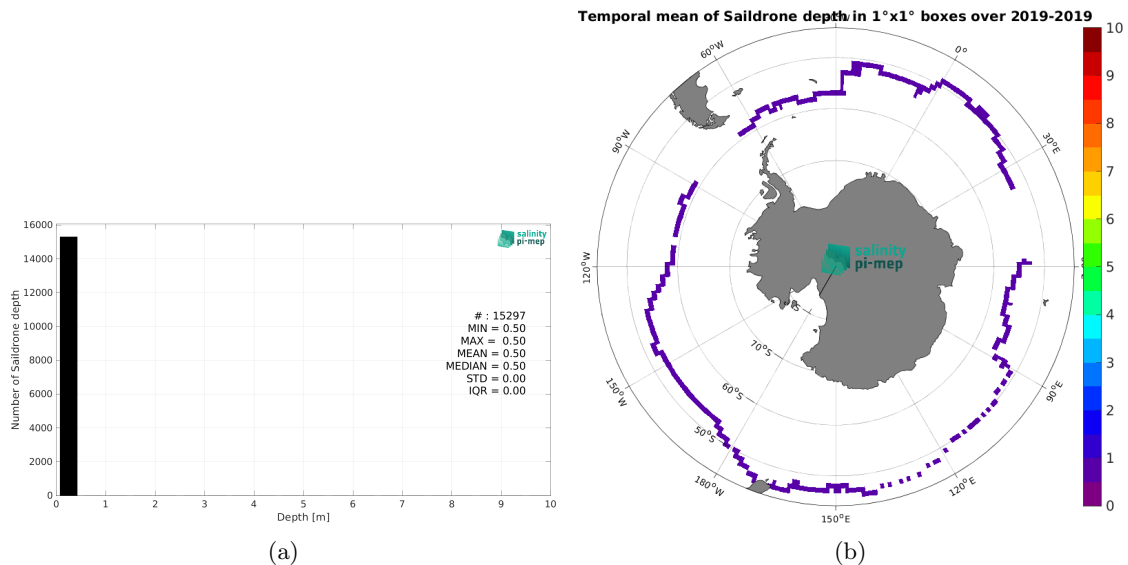 Temporal mean of Saildrone depth in 1°x1° boxes over 2019-2019
60°W
0°
30°E
90°W
120°W
150°W
180°W
150°E
120°E
90°E
70°S
60°S
50°S
salinity
pi-mep
10
9
8
7
6
5
4
3
2
1
0
16000
14000
12000
10000
8000
6000
4000
2000
0
Number of Saildrone depth
salinity
pi-mep
# : 15297
MIN = 0.50
MAX = 0.50
MEAN = 0.50
MEDIAN = 0.50
STD = 0.00
IQR = 0.00
1 2 3 4 5 6 7 8 9 10
Depth [m]
(a)
(b)